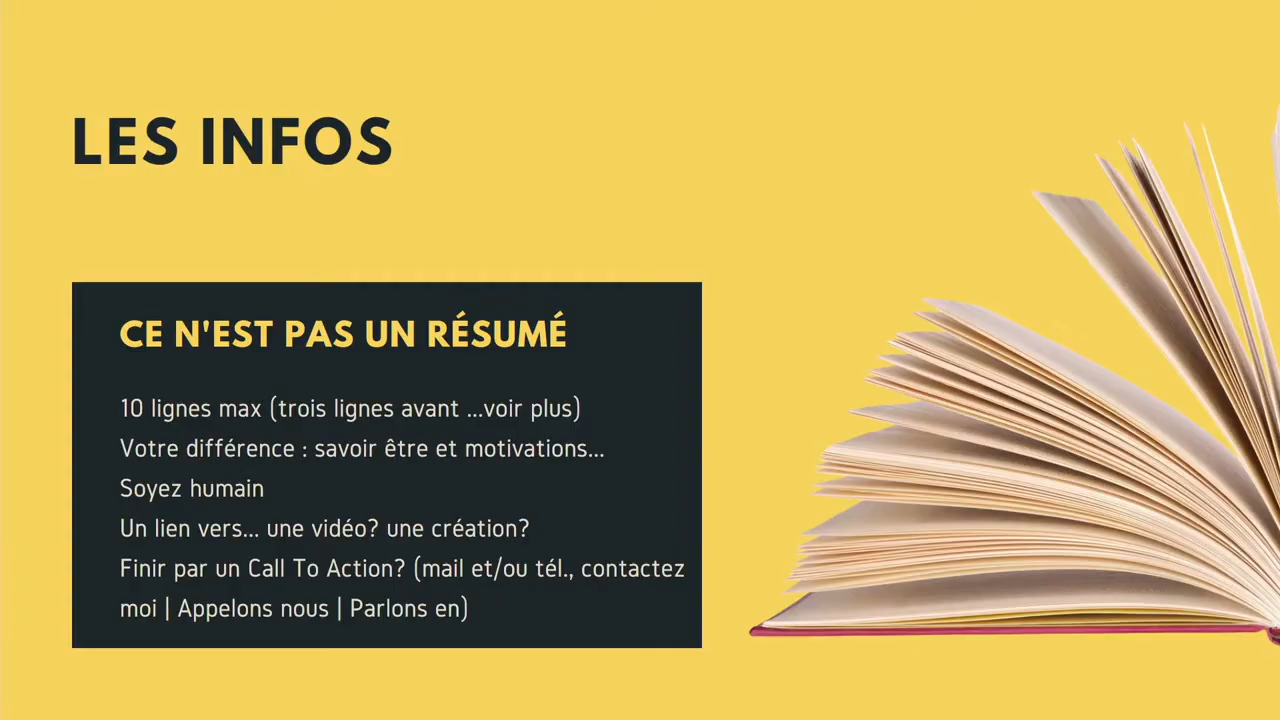 LES INFOS
CE N'EST PAS UN RÉSUMÉ
10 lignes max (trois lignes avant ...voir plus)
Votre différence : savoir être et motivations...
Soyez humain
Un lien vers... une vidéo? une création?
Finir par un Call To Action? (mail et/ou tél., contactez
moi | Appelons nous | Parlons en)